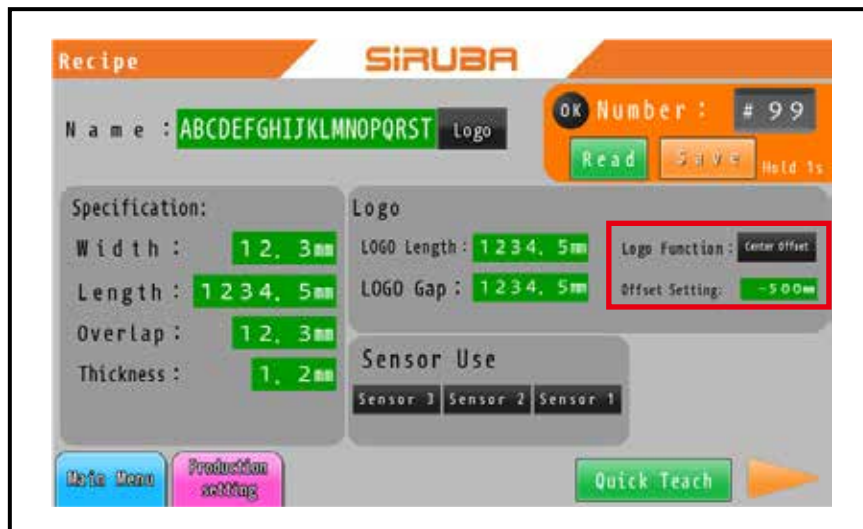 Recipe
SiRUBA
Name : ABCDEFGHIJKLMNOPQRST Logo
OK Number : # 99
Read Save Hold 1s
Specification:
Width : 12. 3mm
Length : 1234. 5mm
Overlap : 12. 3mm
Thickness : 1. 2mm
Logo
LOGO Length : 1234. 5mm
LOGO Gap : 1234. 5mm
Logo Function : Center Offset
Offset Setting: -500mm
Sensor Use
Sensor 3 Sensor 2 Sensor 1
Main Menu
Production setting
Quick Teach